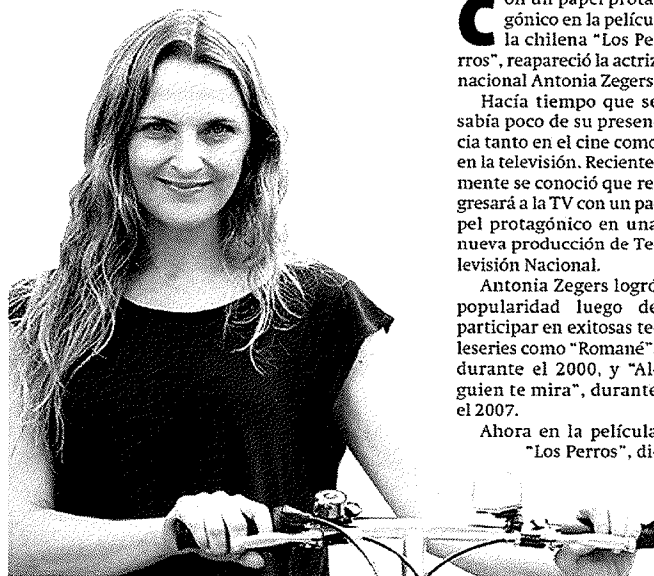 Con un papel prota-
gónico en la pelícu
la chilena "Los Pe
rros", reapareció la actriz
nacional Antonia Zegers
Hacía tiempo que se
sabía poco de su presen
cia tanto en el cine como
en la televisión. Reciente
mente se conoció que re
gresará a la TV con un pa
pel protagónico en una
nueva producción de Te
levisión Nacional.
Antonia Zegers logró
popularidad luego de
participar en exitosas te
leseries como "Romané"
durante el 2000, y "Al-
guien te mira", durante
el 2007.
Ahora en la película
"Los Perros", di-